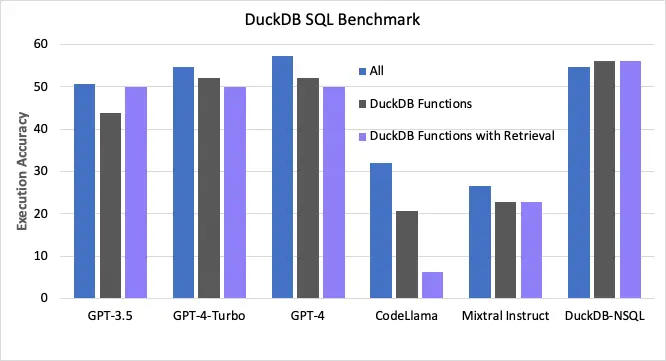 DuckDB SQL Benchmark
Execution Accuracy
60
50
40
30
20
10
0
All
DuckDB Functions
DuckDB Functions with Retrieval
GPT-3.5 GPT-4-Turbo GPT-4 CodeLlama Mixtral Instruct DuckDB-NSQL